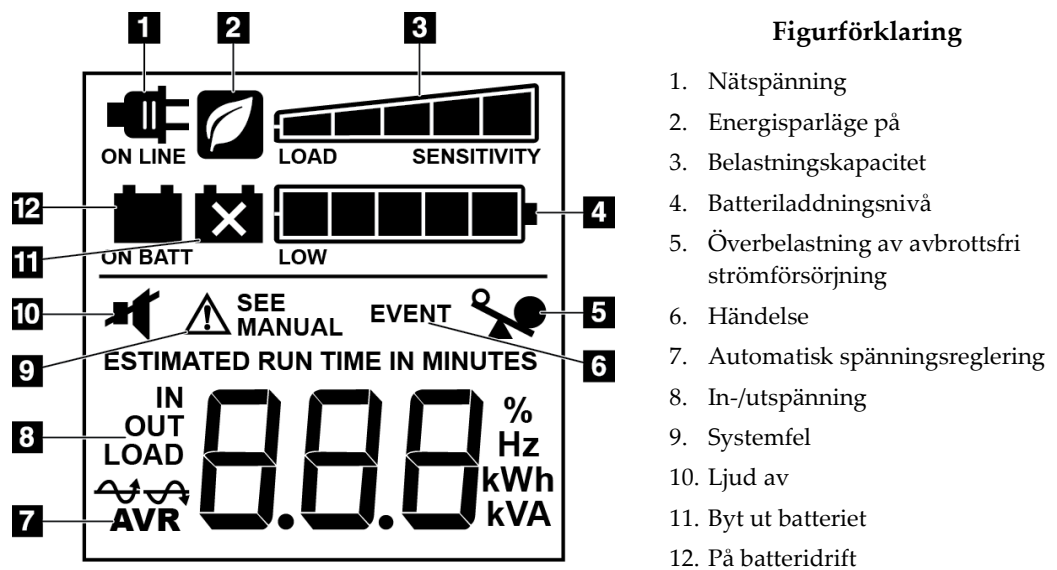 1
2
3
ON LINE
LOAD
SENSITIVITY
12
4
11
ON BATT
LOW
10
SEE
MANUAL
EVENT
5
9
6
ESTIMATED RUN TIME IN MINUTES
8
IN
OUT
LOAD
8.8.8
%
Hz
kWh
kVA
7
AVR
Figurförklaring
1. Nätspänning
2. Energisparläge på
3. Belastningskapacitet
4. Batteriladdningsnivå
5. Överbelastning av avbrottsfri
strömförsörjning
6. Händelse
7. Automatisk spänningsreglering
8. In-/utspänning
9. Systemfel
10. Ljud av
11. Byt ut batteriet
12. På batteridrift